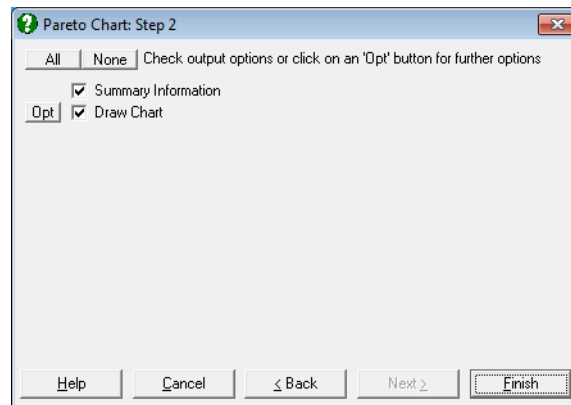 Pareto Chart: Step 2
All None Check output options or click on an 'Opt' button for further options
Summary Information
Opt Draw Chart
Help Cancel < Back Next > Finish